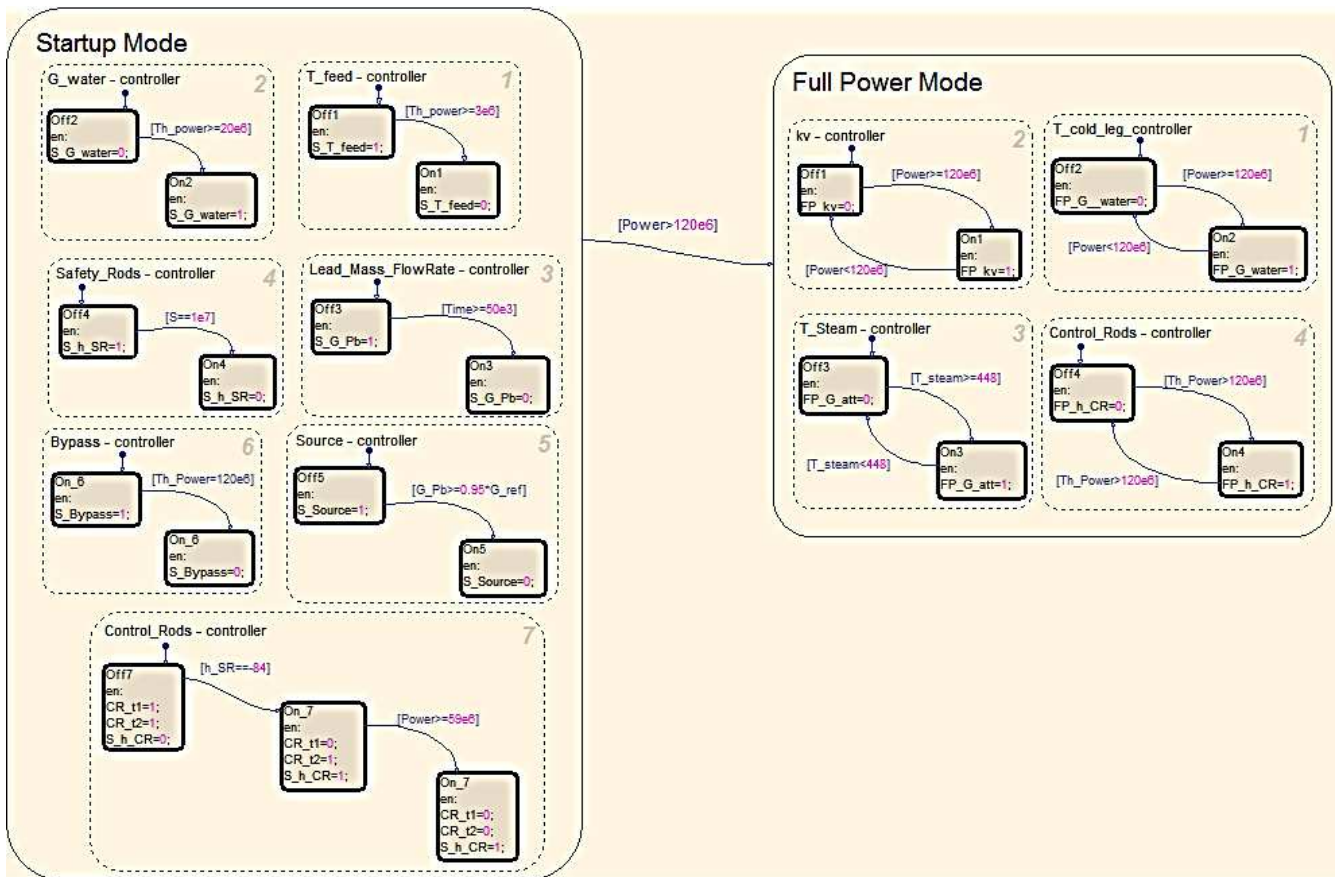 Startup Mode
G_water - controller
2
Off2
en:
S_G_water=0;
[Th_power>=20e6]
On2
en:
S_G_water=1;
T_feed - controller
1
Off1
en:
S_T_feed=1;
[Th_power>=3e6]
On1
en:
S_T_feed=0;
Safety_Rods - controller
4
Off4
en:
S_h_SR=1;
[S==1e7]
On4
en:
S_h_SR=0;
Lead_Mass_FlowRate - controller
3
Off3
en:
S_G_Pb=1;
[Time>=50e3]
On3
en:
S_G_Pb=0;
Bypass - controller
6
On_6
en:
S_Bypass=1;
[Th_Power=120e6]
On_6
en:
S_Bypass=0;
Source - controller
5
Off5
en:
S_Source=1;
[G_Pb>=0.95*G_ref]
On5
en:
S_Source=0;
Control_Rods - controller
7
Off7
en:
CR_t1=1;
CR_t2=1;
S_h_CR=0;
[h_SR==-84]
On_7
en:
CR_t1=0;
CR_t2=1;
S_h_CR=1;
[Power>=59e6]
On_7
en:
CR_t1=0;
CR_t2=0;
S_h_CR=1;
[Power>120e6]
Full Power Mode
kv - controller
2
Off1
en:
FP_kv=0;
[Power>=120e6]
On1
en:
FP_kv=1;
[Power<120e6]
T_cold_leg_controller
1
Off2
en:
FP_G__water=0;
[Power>=120e6]
On2
en:
FP_G_water=1;
[Power<120e6]
T_Steam - controller
3
Off3
en:
FP_G_att=0;
[T_steam>=448]
On3
en:
FP_G_att=1;
[T_steam<448]
Control_Rods - controller
4
Off4
en:
FP_h_CR=0;
[Th_Power>120e6]
On4
en:
FP_h_CR=1;
[Th_Power>120e6]